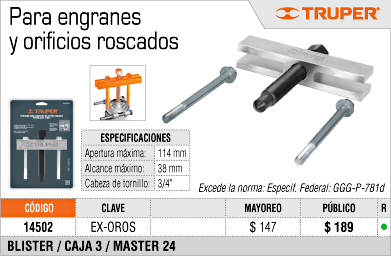 Para engranes
y orificios roscados
TRUPER®
TRUPER
ESPECIFICACIONES
Apertura máxima: 114 mm
Alcance máximo: 38 mm
Cabeza de tornillo: 3/4"
Excede la norma: Especif. Federal: GGG-P-781d
CÓDIGO CLAVE MAYOREO PÚBLICO R
14502 EX-OROS $ 147 $ 189
BLISTER / CAJA 3 / MASTER 24